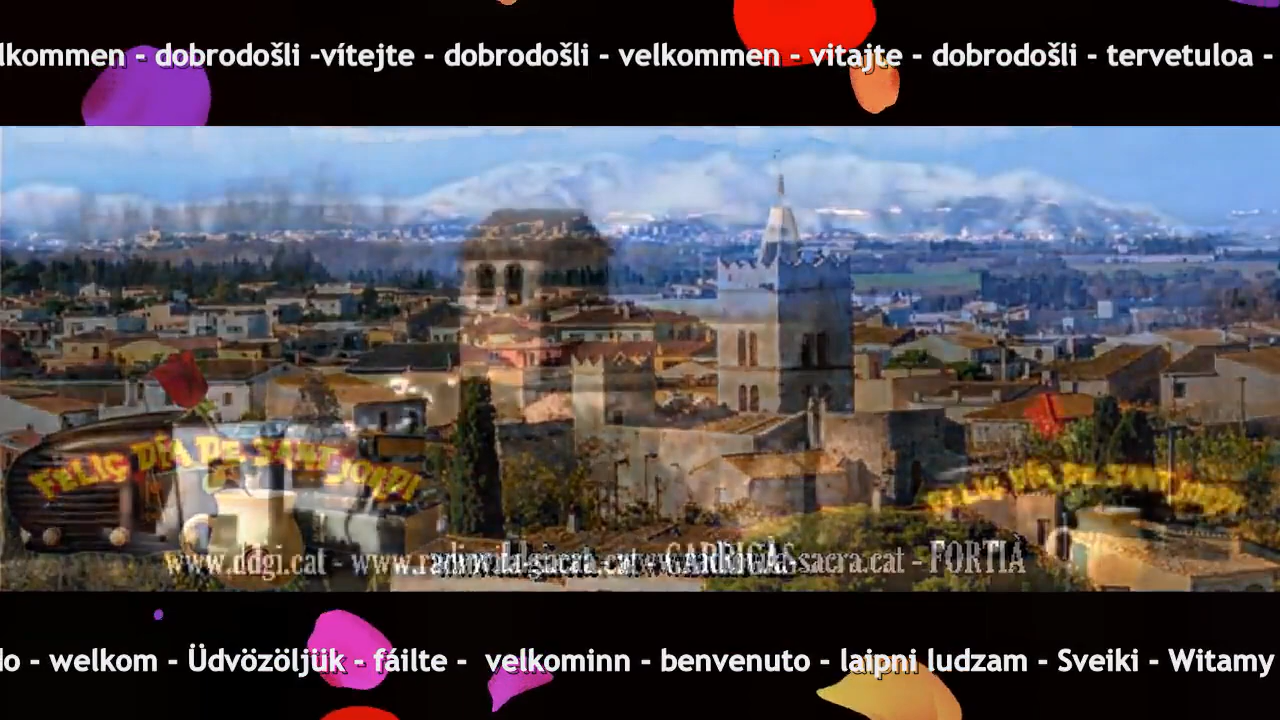 lkommen - dobrodošli -vítejte - dobrodošli - velkommen - vitajte - dobrodošli - tervetuloa -
FELIÇ DÍA DE SANT JORDI
www.ddgi.cat - GARRIGÀS - FORTIÀ
lo - welkom - Üdvözöljük - fáilte - velkominn - benvenuto - laipni ludzam - Sveiki - Witamy